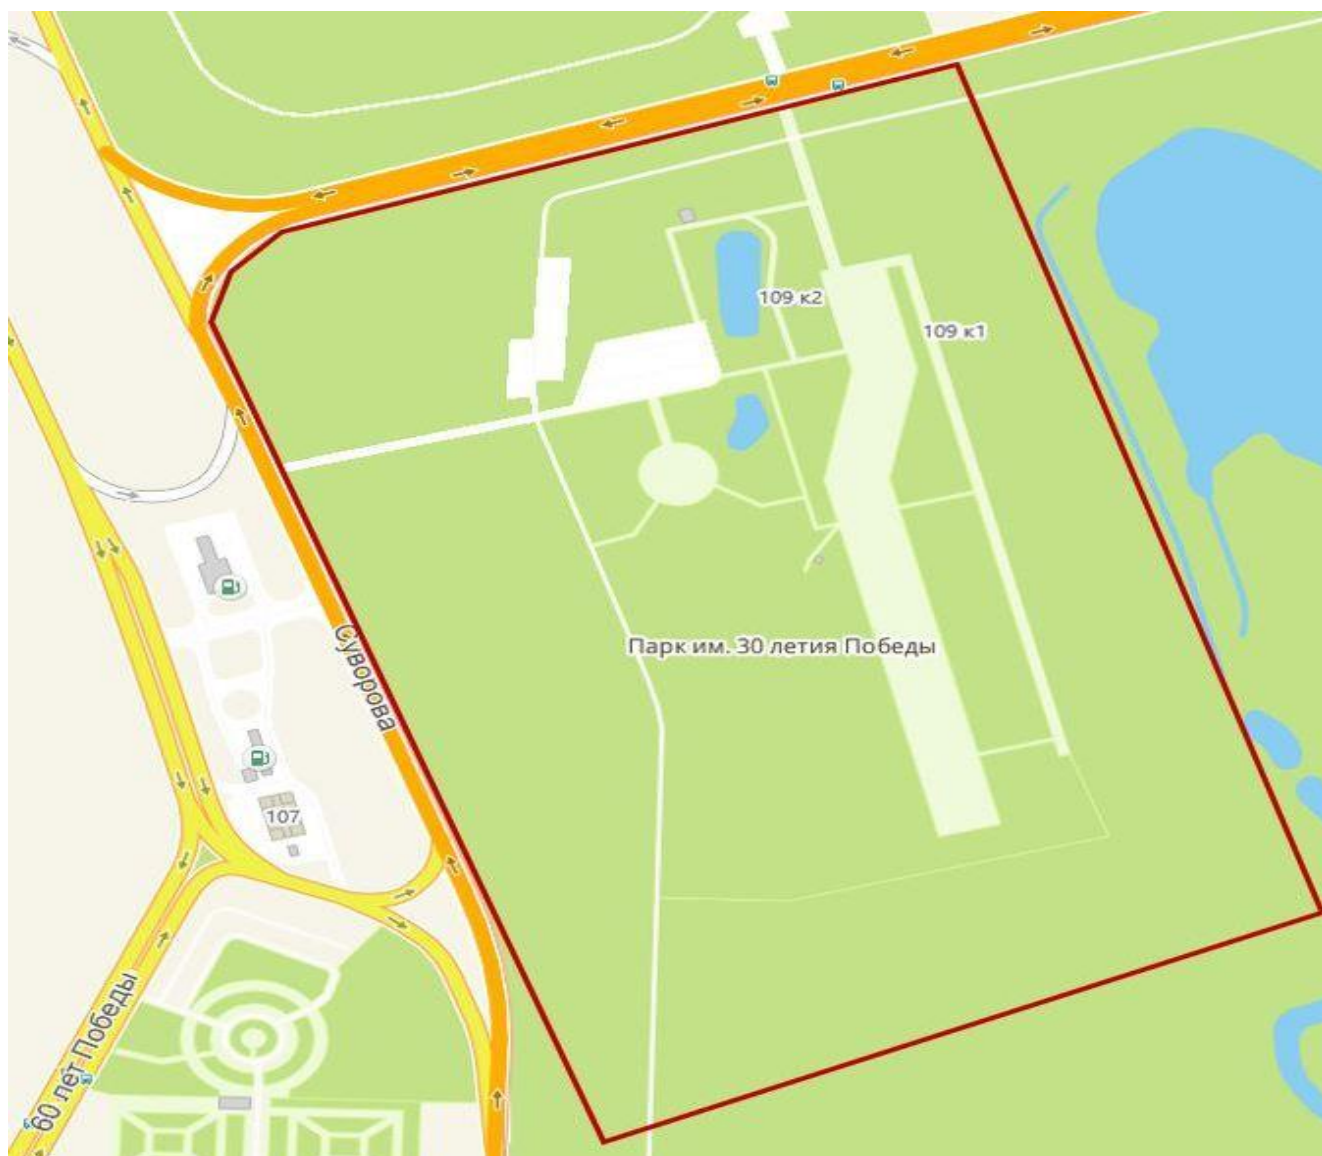 109 к2
109 к1
Парк им. 30 летия Победы
Суворова
107
60 лет Победы